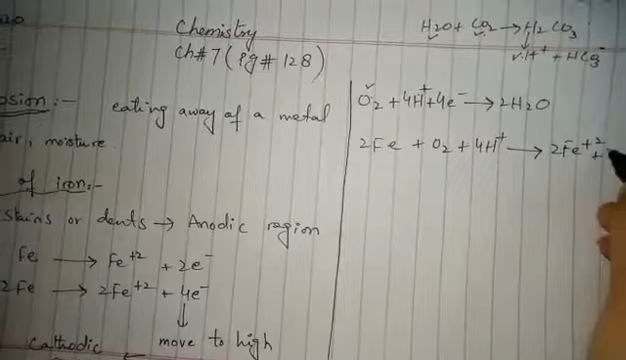 Chemistry
Ch#7 (Pg# 128)
osion:- eating away of a metal
air, moisture
of iron:-
stains or dents → Anodic region
Fe → Fe⁺² + 2e⁻
2Fe → 2Fe⁺² + 4e⁻
↓
Cathodic ← move to high
H2O + CO2 → H2CO3
↓
H⁺ + HCO3⁻
O2 + 4H⁺ + 4e⁻ → 2H2O
2Fe + O2 + 4H⁺ → 2Fe⁺² +